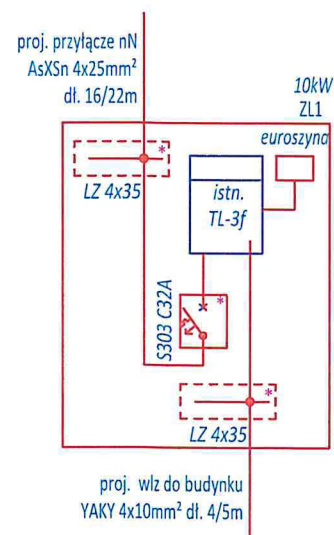 proj. przyłącze nN
AsXSn 4x25mm²
dł. 16/22m
10kW
ZL1
euroszyna
*
LZ 4x35
istn.
TL-3f
*
S303 C32A
*
LZ 4x35
proj. wlz do budynku
YAKY 4x10mm² dł. 4/5m